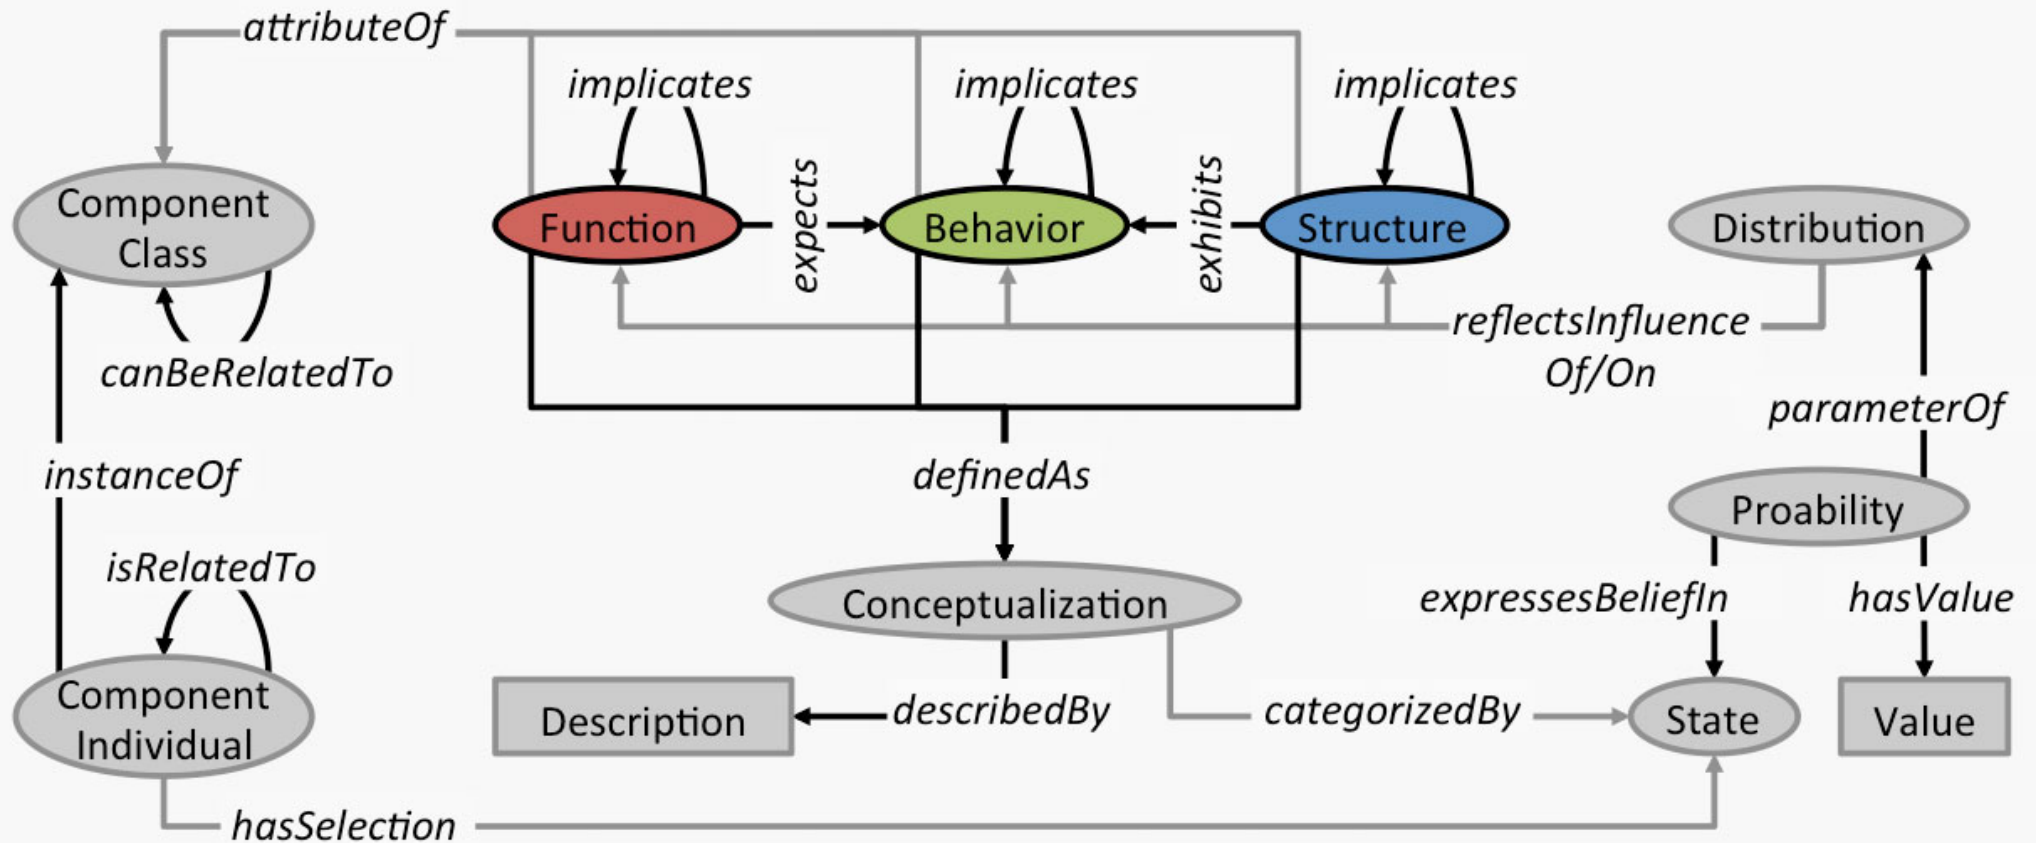 attributeOf
implicates
implicates
implicates
Component
Class
Function
expects
Behavior
exhibits
Structure
Distribution
reflectsInfluence
Of/On
canBeRelatedTo
parameterOf
instanceOf
definedAs
Proability
isRelatedTo
Conceptualization
expressesBeliefIn
hasValue
Component
Individual
Description
describedBy
categorizedBy
State
Value
hasSelection